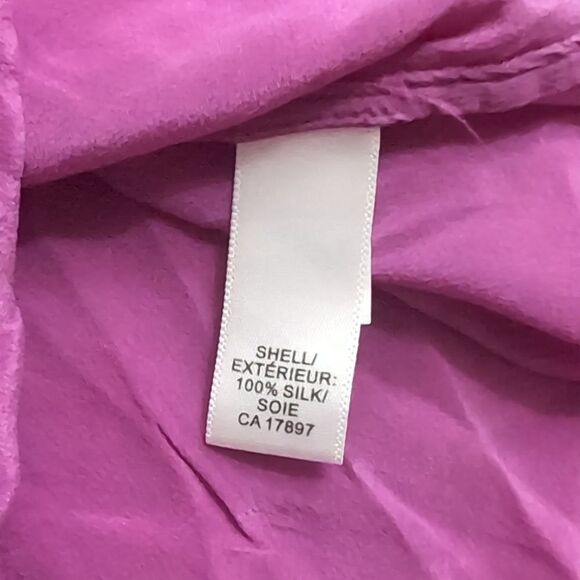 SHELL/
EXTÉRIEUR:
100% SILK/
SOIE
CA 17897